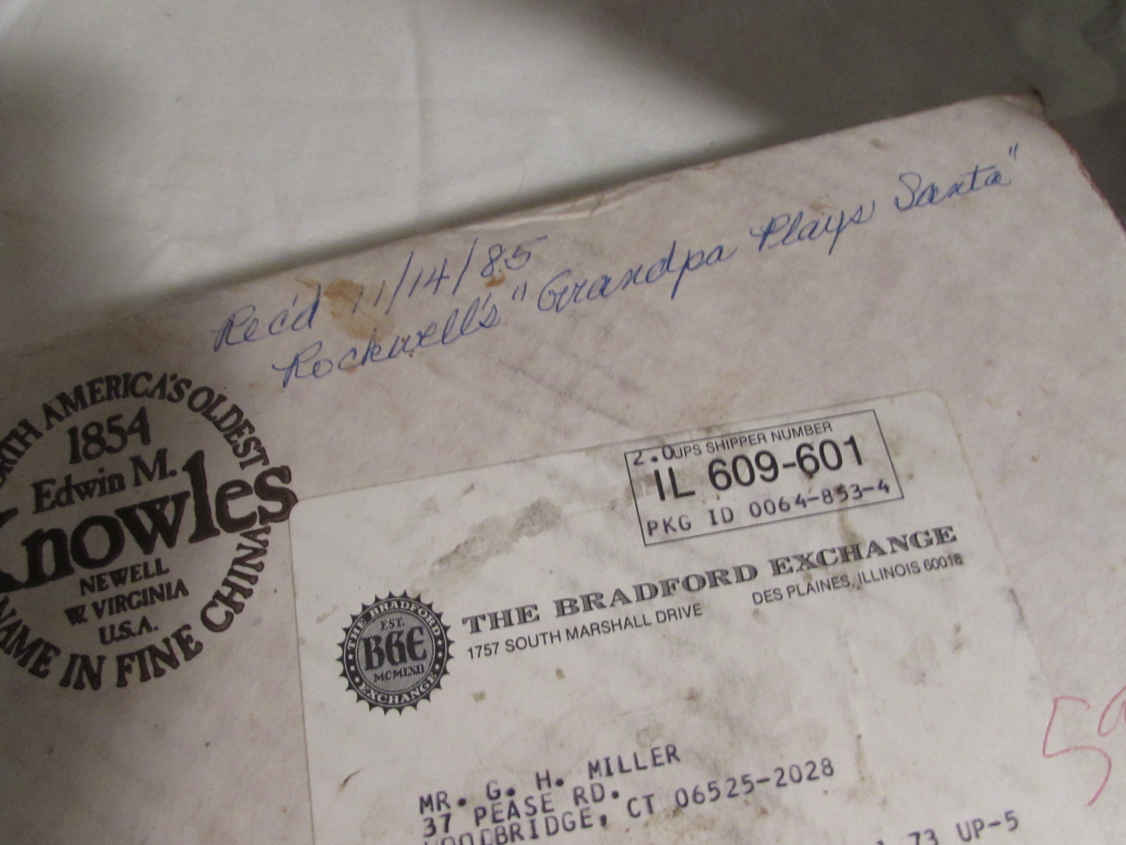 Rec'd 11/14/85
Rockwell's "Grandpa Plays Santa"
NORTH AMERICA'S OLDEST
1854
Edwin M.
Knowles
NEWELL
W. VIRGINIA
U.S.A.
NAME IN FINE CHINA
2.0 UPS SHIPPER NUMBER
IL 609-601
PKG ID 0064-853-4
THE BRADFORD EXCHANGE
1757 SOUTH MARSHALL DRIVE DES PLAINES, ILLINOIS 60018
THE BRADFORD
EST.
BGE
MCMLXII
EXCHANGE
MR. G. H. MILLER
37 PEASE RD.
WOODBRIDGE, CT 06525-2028
73 UP-5